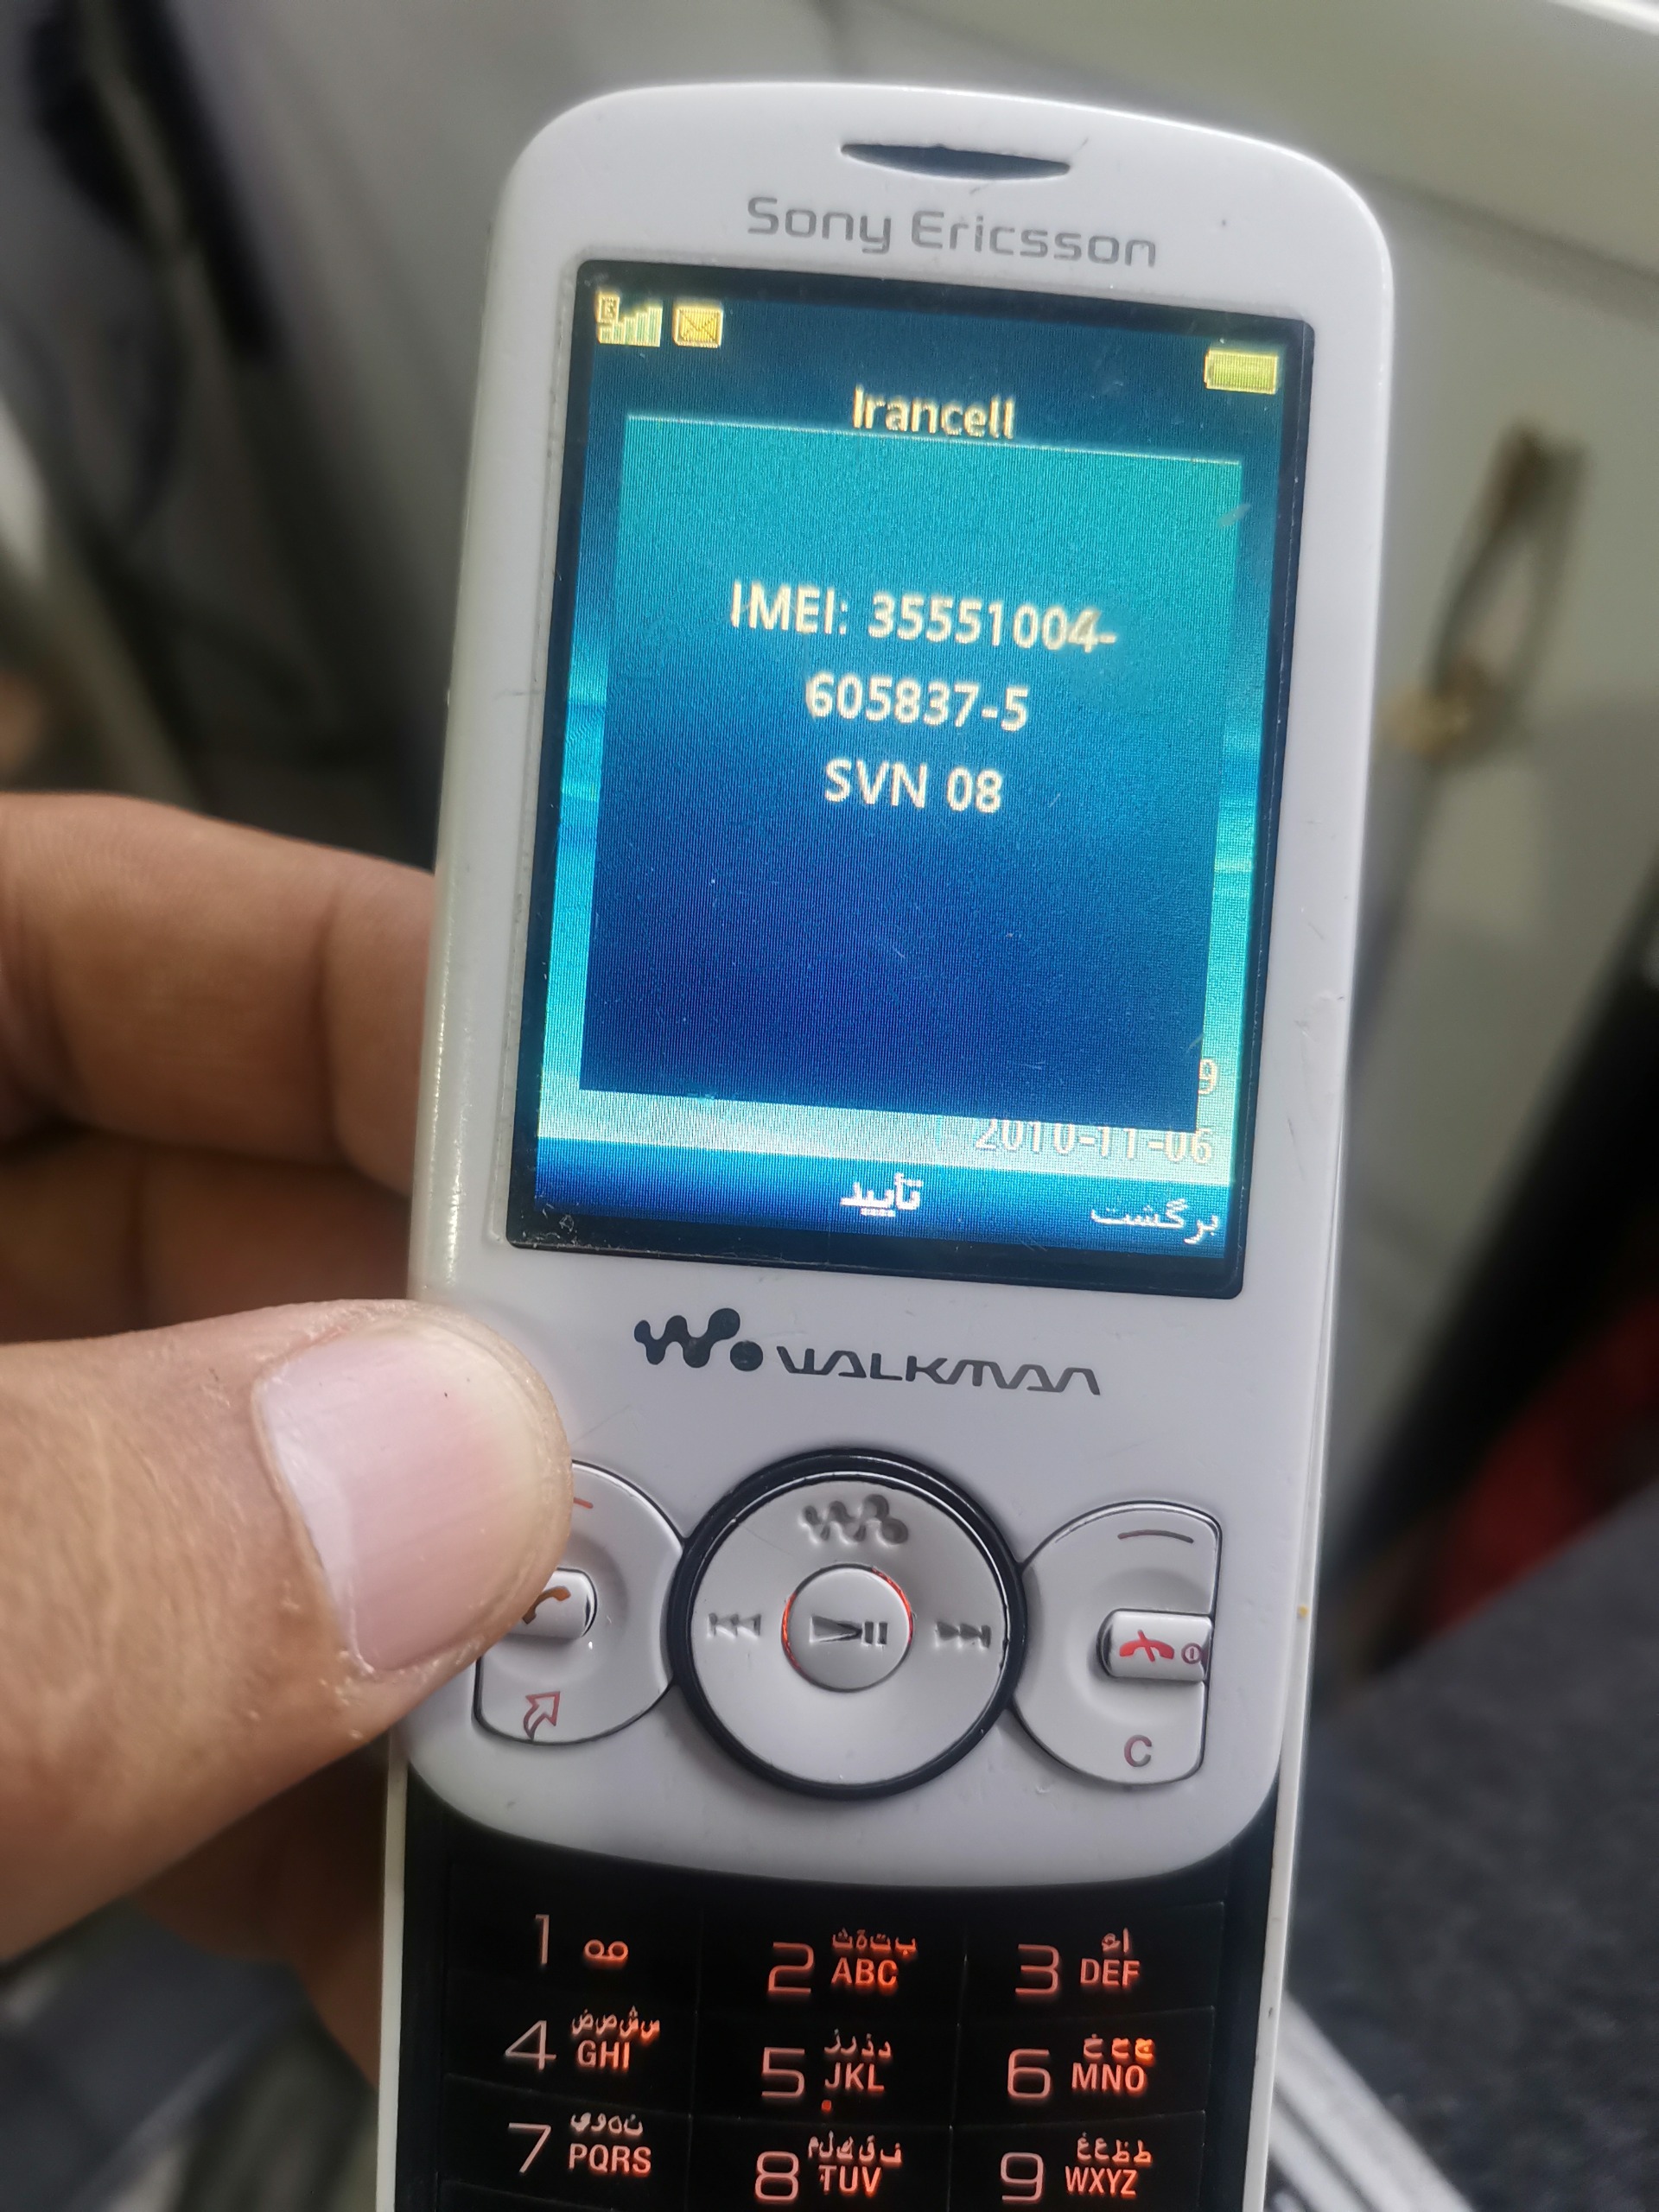 Sony Ericsson
Irancell
IMEI: 35551004-
605837-5
SVN 08
9
2010-11-06
تأیید
برگشت
WALKMAN
C
1
2 ب ت ة ث
ABC
3 ا ء
DEF
4 س ش ص ض
GHI
5 د ذ ر ز
JKL
6 ج ح خ
MNO
7 ن ه و ي
PQRS
8 ف ق ك ل م
TUV
9 ط ظ ع غ
WXYZ